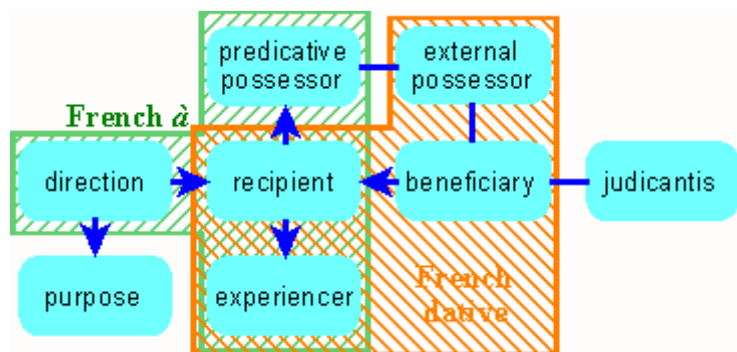 predicative
possessor
external
possessor
French à
direction
recipient
beneficiary
judicantis
purpose
experiencer
French
dative